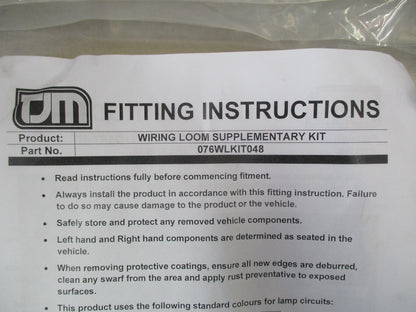 TJM FITTING INSTRUCTIONS
Product: WIRING LOOM SUPPLEMENTARY KIT
Part No. 076WLKIT048
• Read instructions fully before commencing fitment.
• Always install the product in accordance with this fitting instruction. Failure
to do so may cause damage to the product or the vehicle.
• Safely store and protect any removed vehicle components.
• Left hand and Right hand components are determined as seated in the
vehicle.
• When removing protective coatings, ensure all new edges are deburred,
clean any swarf from the area and apply rust preventative to exposed
surfaces.
• This product uses the following standard colours for lamp circuits: